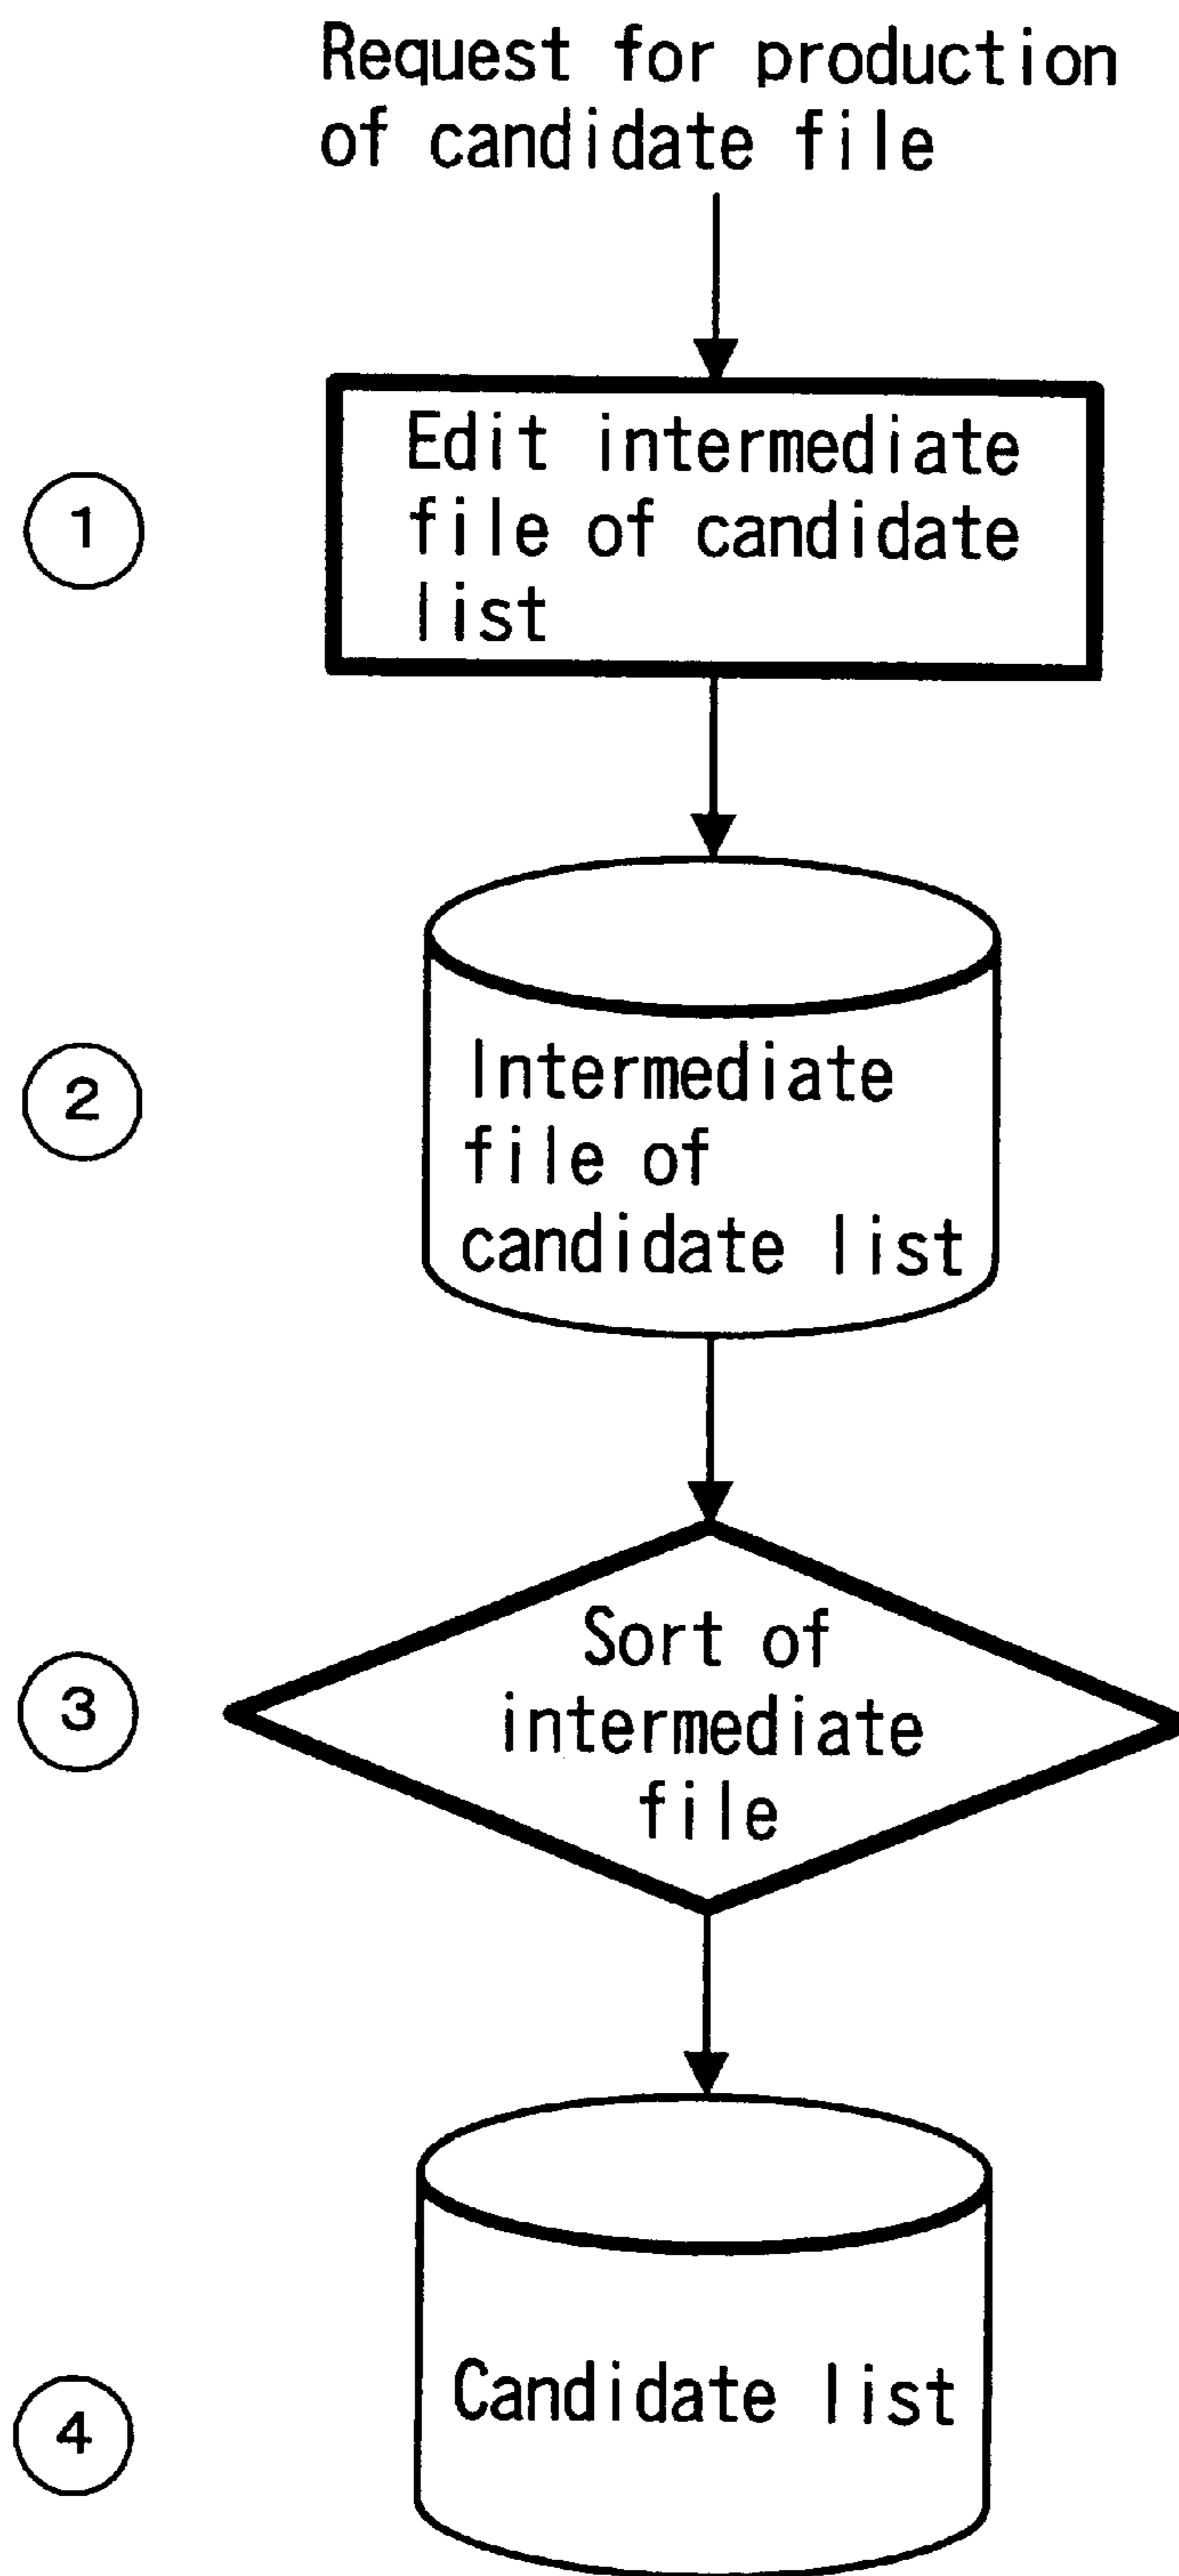 Request for production
of candidate file
1
Edit intermediate
file of candidate
list
2
Intermediate
file of
candidate list
3
Sort of
intermediate
file
4
Candidate list